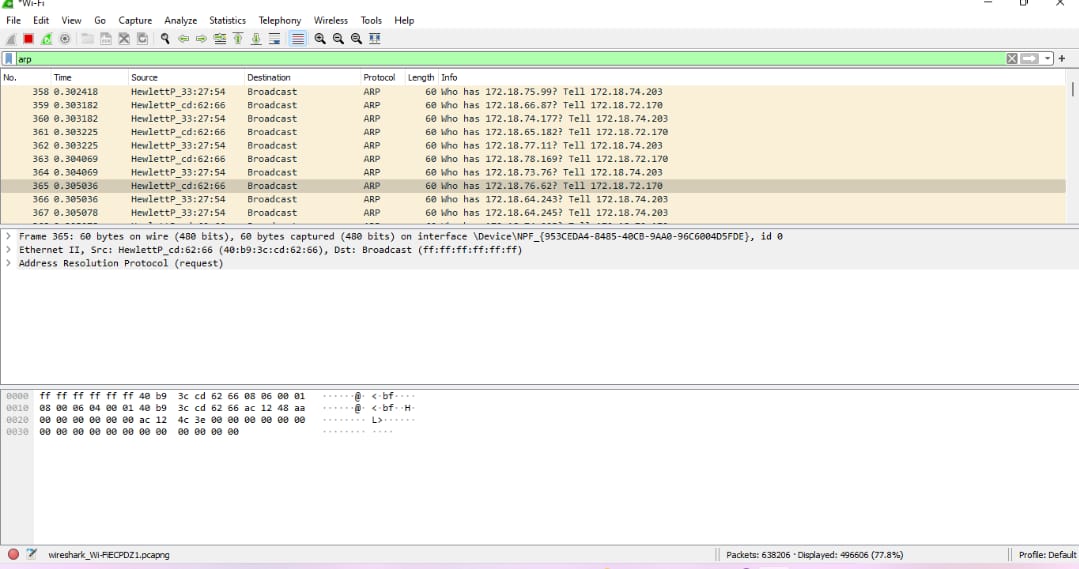 *Wi-Fi
File Edit View Go Capture Analyze Statistics Telephony Wireless Tools Help
arp
No. Time Source Destination Protocol Length Info
358 0.302418 HewlettP_33:27:54 Broadcast ARP 60 Who has 172.18.75.99? Tell 172.18.74.203
359 0.303182 HewlettP_cd:62:66 Broadcast ARP 60 Who has 172.18.66.87? Tell 172.18.72.170
360 0.303182 HewlettP_33:27:54 Broadcast ARP 60 Who has 172.18.74.177? Tell 172.18.74.203
361 0.303225 HewlettP_cd:62:66 Broadcast ARP 60 Who has 172.18.65.182? Tell 172.18.72.170
362 0.303225 HewlettP_33:27:54 Broadcast ARP 60 Who has 172.18.77.11? Tell 172.18.74.203
363 0.304069 HewlettP_cd:62:66 Broadcast ARP 60 Who has 172.18.78.169? Tell 172.18.72.170
364 0.304069 HewlettP_33:27:54 Broadcast ARP 60 Who has 172.18.73.76? Tell 172.18.74.203
365 0.305036 HewlettP_cd:62:66 Broadcast ARP 60 Who has 172.18.76.62? Tell 172.18.72.170
366 0.305036 HewlettP_33:27:54 Broadcast ARP 60 Who has 172.18.64.243? Tell 172.18.74.203
367 0.305078 HewlettP_33:27:54 Broadcast ARP 60 Who has 172.18.64.245? Tell 172.18.74.203
Frame 365: 60 bytes on wire (480 bits), 60 bytes captured (480 bits) on interface \Device\NPF_{953CEDA4-8485-40CB-9AA0-96C6004D5FDE}, id 0
Ethernet II, Src: HewlettP_cd:62:66 (40:b9:3c:cd:62:66), Dst: Broadcast (ff:ff:ff:ff:ff:ff)
Address Resolution Protocol (request)
0000 ff ff ff ff ff ff 40 b9 3c cd 62 66 08 06 00 01 ······@· <·bf····
0010 08 00 06 04 00 01 40 b9 3c cd 62 66 ac 12 48 aa ······@· <·bf··H·
0020 00 00 00 00 00 00 ac 12 4c 3e 00 00 00 00 00 00 ········ L>······
0030 00 00 00 00 00 00 00 00 00 00 00 00 ········ ····
wireshark_Wi-FiECPDZ1.pcapng Packets: 638206 · Displayed: 496606 (77.8%) Profile: Default